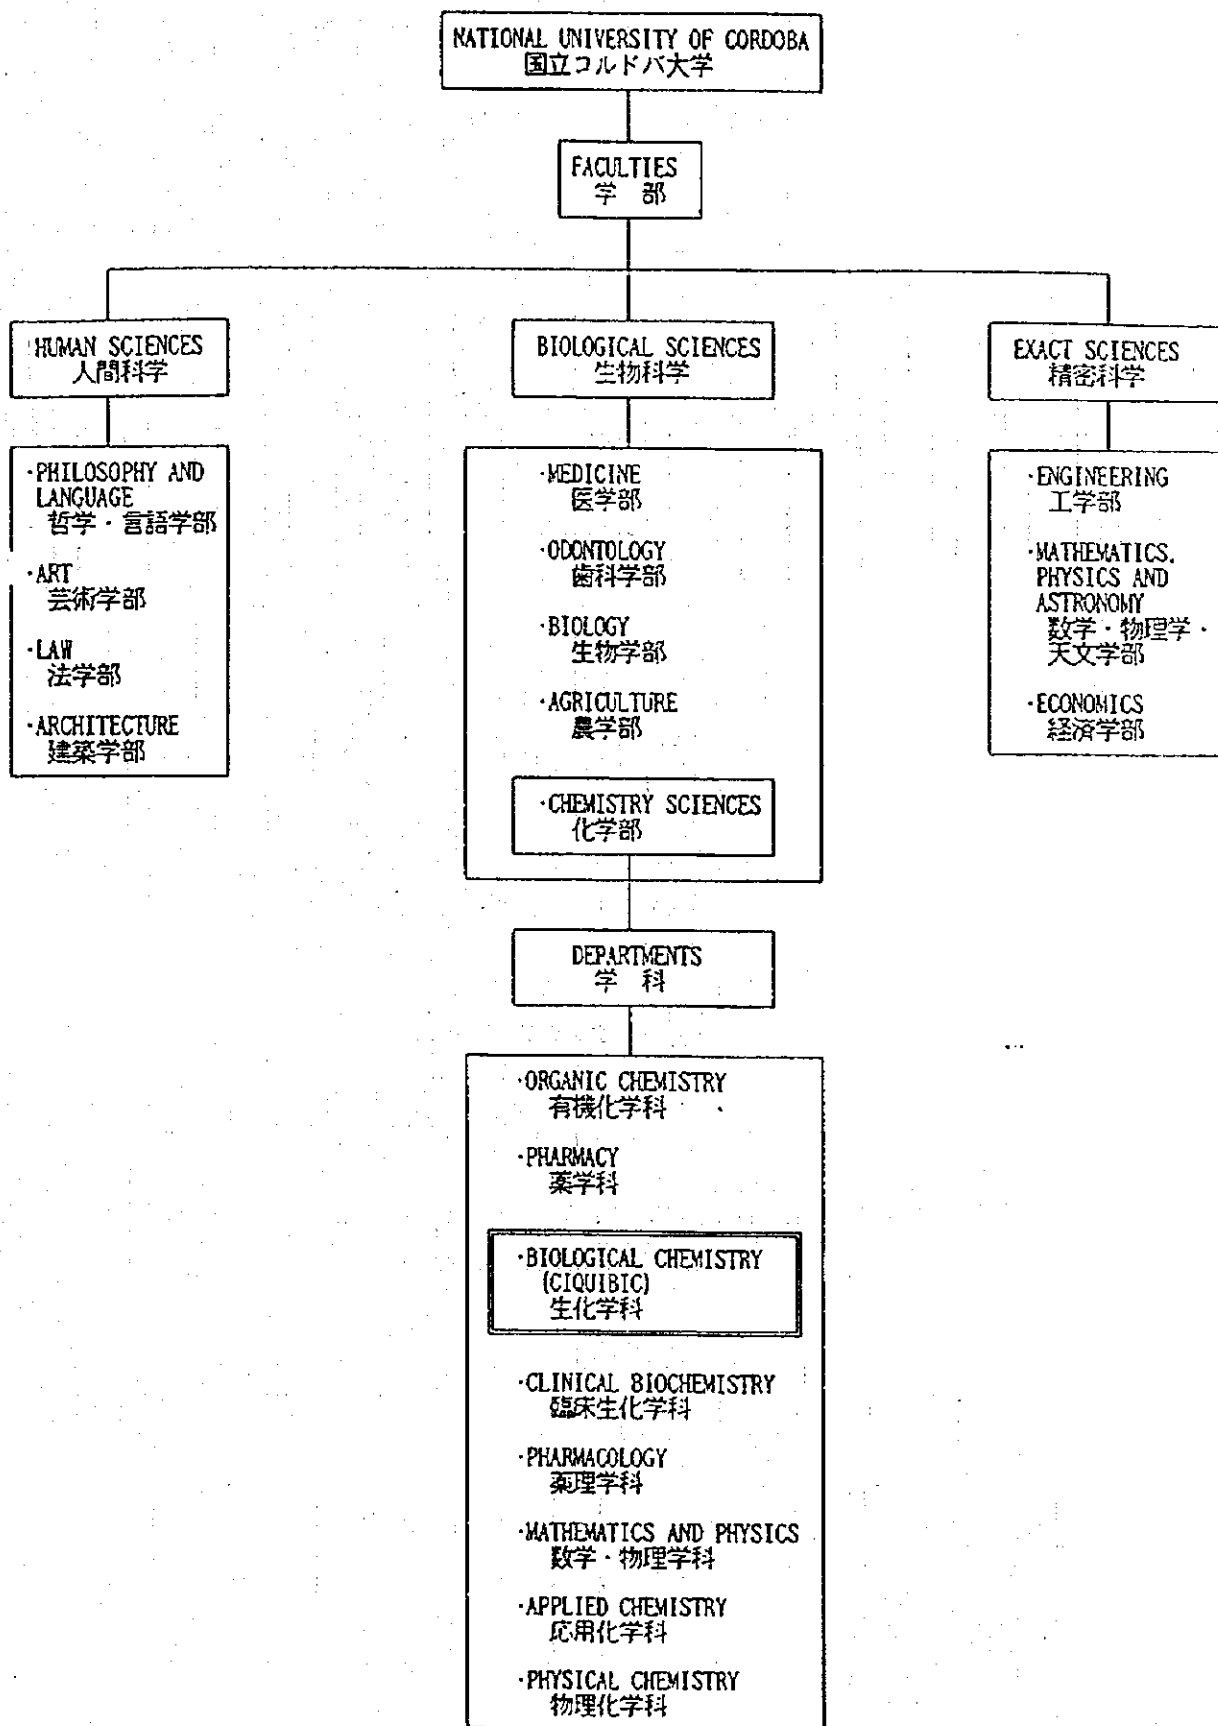 NATIONAL UNIVERSITY OF CORDOBA
国立コルドバ大学
FACULTIES
学 部
HUMAN SCIENCES
人間科学
BIOLOGICAL SCIENCES
生物科学
EXACT SCIENCES
精密科学
・PHILOSOPHY AND
LANGUAGE
哲学・言語学部
・ART
芸術学部
・LAW
法学部
・ARCHITECTURE
建築学部
・MEDICINE
医学部
・ODONTOLOGY
歯科学部
・BIOLOGY
生物学部
・AGRICULTURE
農学部
・CHEMISTRY SCIENCES
化学部
・ENGINEERING
工学部
・MATHEMATICS,
PHYSICS AND
ASTRONOMY
数学・物理学・
天文学部
・ECONOMICS
経済学部
DEPARTMENTS
学 科
・ORGANIC CHEMISTRY
有機化学科
・PHARMACY
薬学科
・BIOLOGICAL CHEMISTRY
(CIQUIBIC)
生化学科
・CLINICAL BIOCHEMISTRY
臨床生化学科
・PHARMACOLOGY
薬理学科
・MATHEMATICS AND PHYSICS
数学・物理学科
・APPLIED CHEMISTRY
応用化学科
・PHYSICAL CHEMISTRY
物理化学科